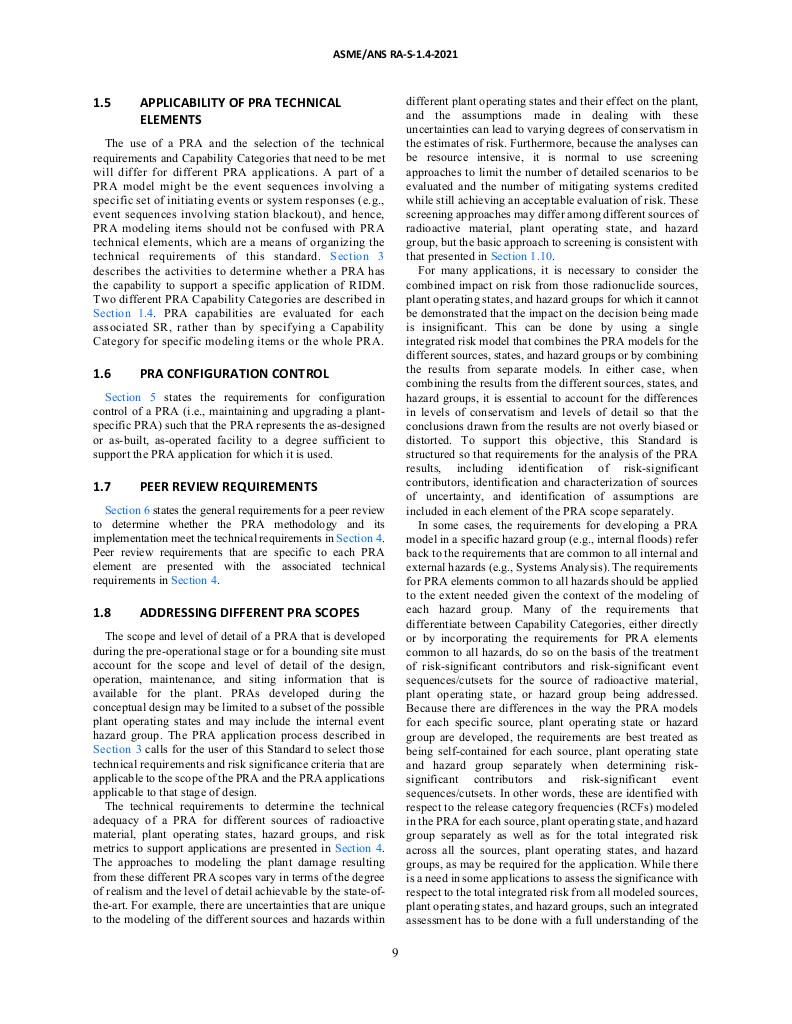 ASME/ANS RA-S-1.4-2021
1.5 APPLICABILITY OF PRA TECHNICAL
ELEMENTS
The use of a PRA and the selection of the technical
requirements and Capability Categories that need to be met
will differ for different PRA applications. A part of a
PRA model might be the event sequences involving a
specific set of initiating events or system responses (e.g.,
event sequences involving station blackout), and hence,
PRA modeling items should not be confused with PRA
technical elements, which are a means of organizing the
technical requirements of this standard. Section 3
describes the activities to determine whether a PRA has
the capability to support a specific application of RIDM.
Two different PRA Capability Categories are described in
Section 1.4. PRA capabilities are evaluated for each
associated SR, rather than by specifying a Capability
Category for specific modeling items or the whole PRA.
1.6 PRA CONFIGURATION CONTROL
Section 5 states the requirements for configuration
control of a PRA (i.e., maintaining and upgrading a plant-
specific PRA) such that the PRA represents the as-designed
or as-built, as-operated facility to a degree sufficient to
support the PRA application for which it is used.
1.7 PEER REVIEW REQUIREMENTS
Section 6 states the general requirements for a peer review
to determine whether the PRA methodology and its
implementation meet the technical requirements in Section 4.
Peer review requirements that are specific to each PRA
element are presented with the associated technical
requirements in Section 4.
1.8 ADDRESSING DIFFERENT PRA SCOPES
The scope and level of detail of a PRA that is developed
during the pre-operational stage or for a bounding site must
account for the scope and level of detail of the design,
operation, maintenance, and siting information that is
available for the plant. PRAs developed during the
conceptual design may be limited to a subset of the possible
plant operating states and may include the internal event
hazard group. The PRA application process described in
Section 3 calls for the user of this Standard to select those
technical requirements and risk significance criteria that are
applicable to the scope of the PRA and the PRA applications
applicable to that stage of design.
The technical requirements to determine the technical
adequacy of a PRA for different sources of radioactive
material, plant operating states, hazard groups, and risk
metrics to support applications are presented in Section 4.
The approaches to modeling the plant damage resulting
from these different PRA scopes vary in terms of the degree
of realism and the level of detail achievable by the state-of-
the-art. For example, there are uncertainties that are unique
to the modeling of the different sources and hazards within
different plant operating states and their effect on the plant,
and the assumptions made in dealing with these
uncertainties can lead to varying degrees of conservatism in
the estimates of risk. Furthermore, because the analyses can
be resource intensive, it is normal to use screening
approaches to limit the number of detailed scenarios to be
evaluated and the number of mitigating systems credited
while still achieving an acceptable evaluation of risk. These
screening approaches may differ among different sources of
radioactive material, plant operating state, and hazard
group, but the basic approach to screening is consistent with
that presented in Section 1.10.
For many applications, it is necessary to consider the
combined impact on risk from those radionuclide sources,
plant operating states, and hazard groups for which it cannot
be demonstrated that the impact on the decision being made
is insignificant. This can be done by using a single
integrated risk model that combines the PRA models for the
different sources, states, and hazard groups or by combining
the results from separate models. In either case, when
combining the results from the different sources, states, and
hazard groups, it is essential to account for the differences
in levels of conservatism and levels of detail so that the
conclusions drawn from the results are not overly biased or
distorted. To support this objective, this Standard is
structured so that requirements for the analysis of the PRA
results, including identification of risk-significant
contributors, identification and characterization of sources
of uncertainty, and identification of assumptions are
included in each element of the PRA scope separately.
In some cases, the requirements for developing a PRA
model in a specific hazard group (e.g., internal floods) refer
back to the requirements that are common to all internal and
external hazards (e.g., Systems Analysis). The requirements
for PRA elements common to all hazards should be applied
to the extent needed given the context of the modeling of
each hazard group. Many of the requirements that
differentiate between Capability Categories, either directly
or by incorporating the requirements for PRA elements
common to all hazards, do so on the basis of the treatment
of risk-significant contributors and risk-significant event
sequences/cutsets for the source of radioactive material,
plant operating state, or hazard group being addressed.
Because there are differences in the way the PRA models
for each specific source, plant operating state or hazard
group are developed, the requirements are best treated as
being self-contained for each source, plant operating state
and hazard group separately when determining risk-
significant contributors and risk-significant event
sequences/cutsets. In other words, these are identified with
respect to the release category frequencies (RCFs) modeled
in the PRA for each source, plant operating state, and hazard
group separately as well as for the total integrated risk
across all the sources, plant operating states, and hazard
groups, as may be required for the application. While there
is a need in some applications to assess the significance with
respect to the total integrated risk from all modeled sources,
plant operating states, and hazard groups, such an integrated
assessment has to be done with a full understanding of the
9